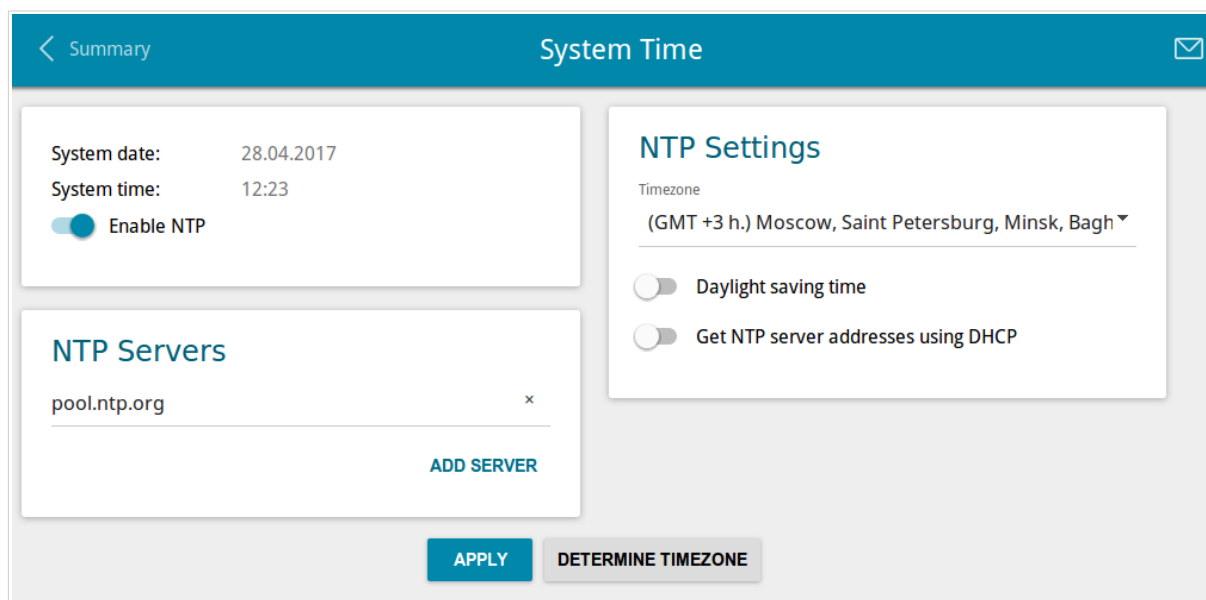 Summary
System Time
System date: 28.04.2017
System time: 12:23
Enable NTP
NTP Servers
pool.ntp.org ×
ADD SERVER
NTP Settings
Timezone
(GMT +3 h.) Moscow, Saint Petersburg, Minsk, Bagh
Daylight saving time
Get NTP server addresses using DHCP
APPLY
DETERMINE TIMEZONE